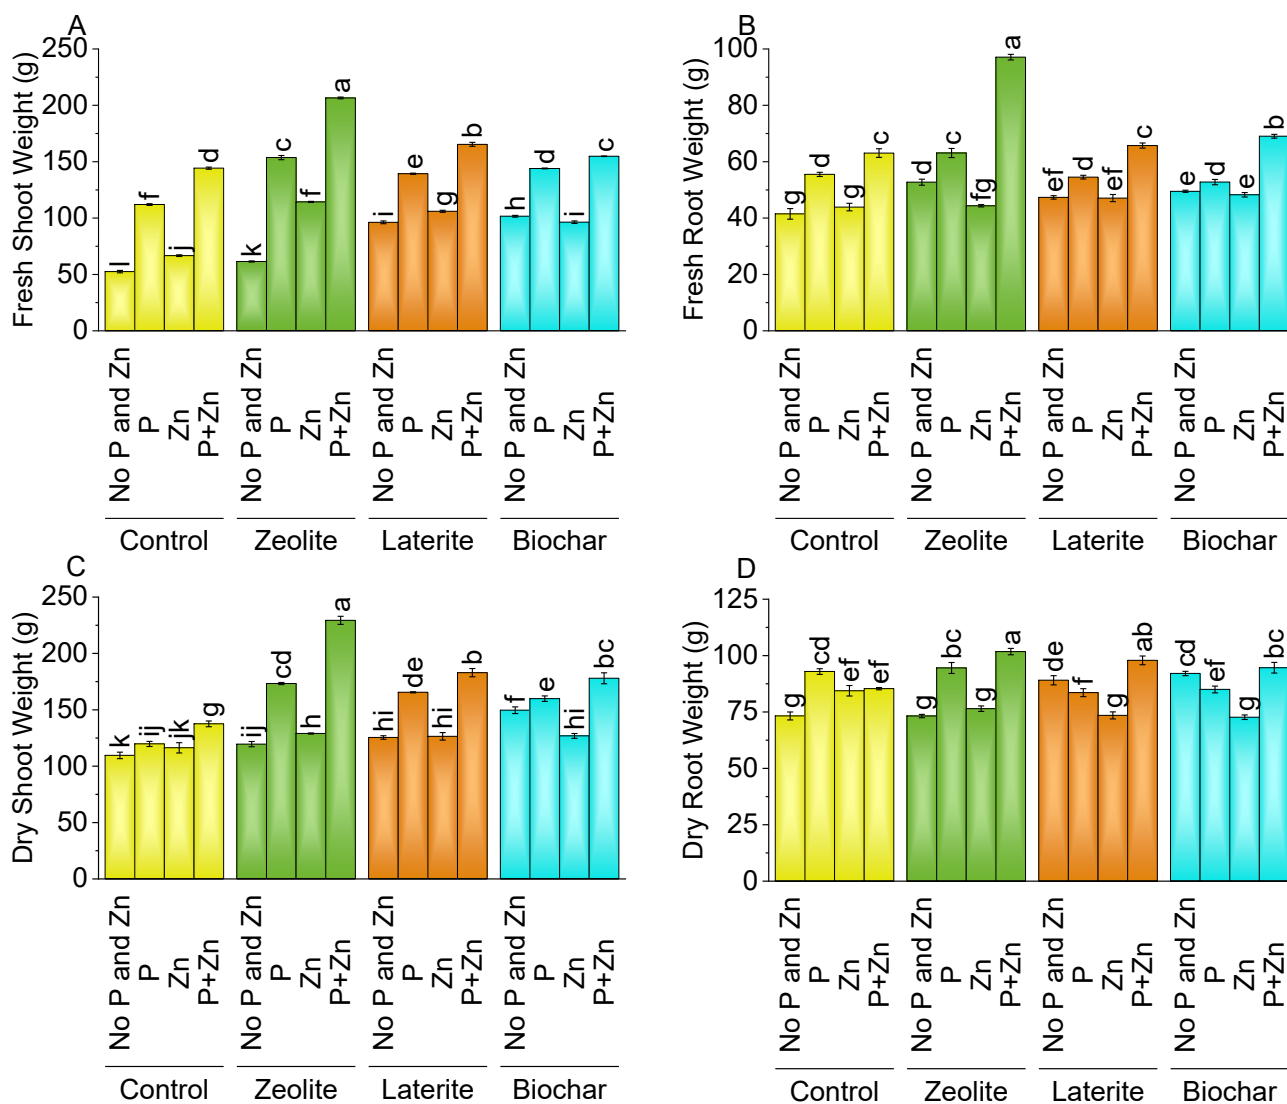 A
Fresh Shoot Weight (g)
250
200
150
100
50
0
l
f
j
d
k
c
f
a
i
e
g
b
h
d
i
c
No P and Zn
P
Zn
P+Zn
No P and Zn
P
Zn
P+Zn
No P and Zn
P
Zn
P+Zn
No P and Zn
P
Zn
P+Zn
Control
Zeolite
Laterite
Biochar
B
Fresh Root Weight (g)
100
80
60
40
20
0
g
d
g
c
d
c
fg
a
ef
d
ef
c
e
d
e
b
No P and Zn
P
Zn
P+Zn
No P and Zn
P
Zn
P+Zn
No P and Zn
P
Zn
P+Zn
No P and Zn
P
Zn
P+Zn
Control
Zeolite
Laterite
Biochar
C
Dry Shoot Weight (g)
250
200
150
100
50
0
k
ij
jk
g
ij
cd
h
a
hi
de
hi
b
f
e
hi
bc
No P and Zn
P
Zn
P+Zn
No P and Zn
P
Zn
P+Zn
No P and Zn
P
Zn
P+Zn
No P and Zn
P
Zn
P+Zn
Control
Zeolite
Laterite
Biochar
D
Dry Root Weight (g)
125
100
75
50
25
0
g
cd
ef
ef
g
bc
g
a
de
f
g
ab
cd
ef
g
bc
No P and Zn
P
Zn
P+Zn
No P and Zn
P
Zn
P+Zn
No P and Zn
P
Zn
P+Zn
No P and Zn
P
Zn
P+Zn
Control
Zeolite
Laterite
Biochar